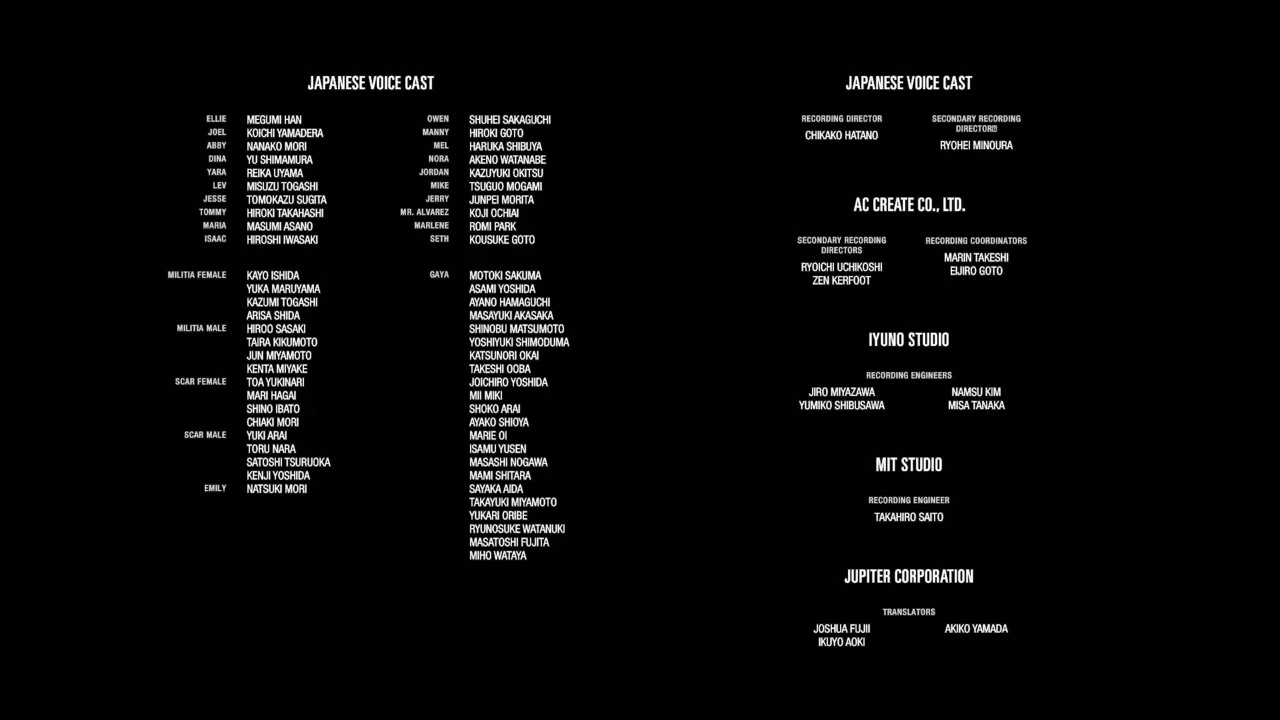 JAPANESE VOICE CAST
ELLIE MEGUMI HAN
JOEL KOICHI YAMADERA
ABBY NANAKO MORI
DINA YU SHIMAMURA
YARA REIKA UYAMA
LEV MISUZU TOGASHI
JESSE TOMOKAZU SUGITA
TOMMY HIROKI TAKAHASHI
MARIA MASUMI ASANO
ISAAC HIROSHI IWASAKI
OWEN SHUHEI SAKAGUCHI
MANNY HIROKI GOTO
MEL HARUKA SHIBUYA
NORA AKENO WATANABE
JORDAN KAZUYUKI OKITSU
MIKE TSUGUO MOGAMI
JERRY JUNPEI MORITA
MR. ALVAREZ KOJI OCHIAI
MARLENE ROMI PARK
SETH KOUSUKE GOTO
MILITIA FEMALE KAYO ISHIDA
YUKA MARUYAMA
KAZUMI TOGASHI
ARISA SHIDA
MILITIA MALE HIROO SASAKI
TAIRA KIKUMOTO
JUN MIYAMOTO
KENTA MIYAKE
SCAR FEMALE TOA YUKINARI
MARI HAGAI
SHINO IBATO
CHIAKI MORI
SCAR MALE YUKI ARAI
TORU NARA
SATOSHI TSURUOKA
KENJI YOSHIDA
EMILY NATSUKI MORI
GAYA MOTOKI SAKUMA
ASAMI YOSHIDA
AYANO HAMAGUCHI
MASAYUKI AKASAKA
SHINOBU MATSUMOTO
YOSHIYUKI SHIMODUMA
KATSUNORI OKAI
TAKESHI OOBA
JOICHIRO YOSHIDA
MII MIKI
SHOKO ARAI
AYAKO SHIOYA
MARIE OI
ISAMU YUSEN
MASASHI NOGAWA
MAMI SHITARA
SAYAKA AIDA
TAKAYUKI MIYAMOTO
YUKARI ORIBE
RYUNOSUKE WATANUKI
MASATOSHI FUJITA
MIHO WATAYA
JAPANESE VOICE CAST
RECORDING DIRECTOR
CHIKAKO HATANO
SECONDARY RECORDING
DIRECTOR
RYOHEI MINOURA
AC CREATE CO., LTD.
SECONDARY RECORDING
DIRECTORS
RYOICHI UCHIKOSHI
ZEN KERFOOT
RECORDING COORDINATORS
MARIN TAKESHI
EIJIRO GOTO
IYUNO STUDIO
RECORDING ENGINEERS
JIRO MIYAZAWA
YUMIKO SHIBUSAWA
NAMSU KIM
MISA TANAKA
MIT STUDIO
RECORDING ENGINEER
TAKAHIRO SAITO
JUPITER CORPORATION
TRANSLATORS
JOSHUA FUJII
IKUYO AOKI
AKIKO YAMADA